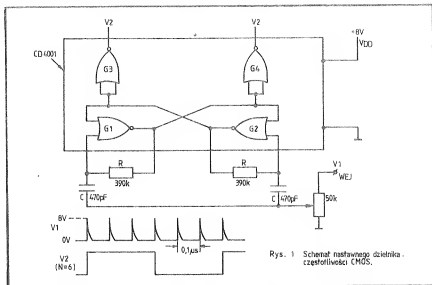 V2
V2
+8V
VDD
CD4001
G3
G4
G1
G2
R
390k
R
390k
C
470pF
C
470pF
V1
WEJ
50k
8V
V1
0V
0,1µs
V2
(N=6)
Rys. 1 Schemat nastawnego dzielnika
częstotliwości CMOS.